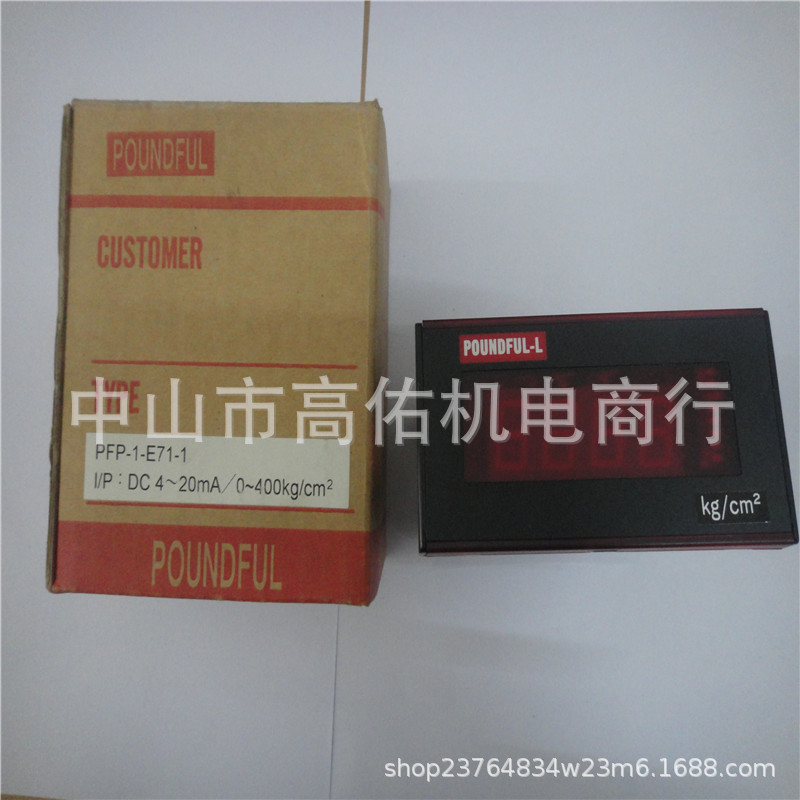 POUNDFUL
CUSTOMER
TYPE
PFP-1-E71-1
I/P : DC 4～20mA／0~400kg/cm²
POUNDFUL
POUNDFUL-L
kg/cm²
中山市高佑机电商行
shop23764834w23m6.1688.com